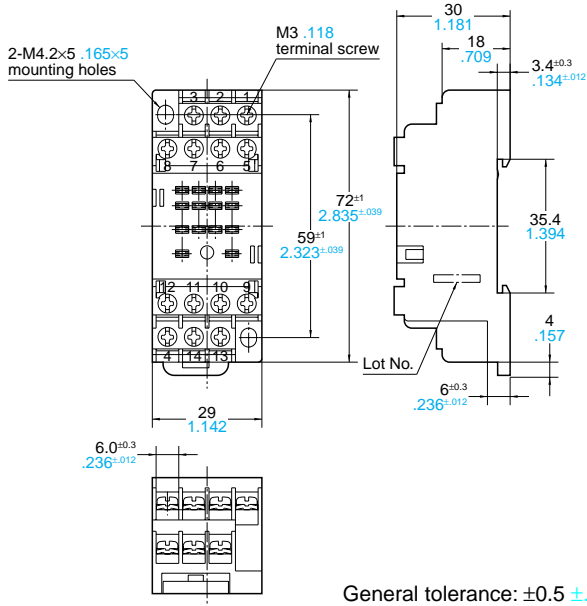 30
1.181
18
.709
3.4±0.3
.134±.012
M3 .118
terminal screw
2-M4.2×5 .165×5
mounting holes
3 2 1
8 7 6 5
72±1
2.835±.039
59±1
2.323±.039
35.4
1.394
12 11 10 9
4 14 13
Lot No.
4
.157
6±0.3
.236±.012
29
1.142
6.0±0.3
.236±.012
General tolerance: ±0.5 ±.